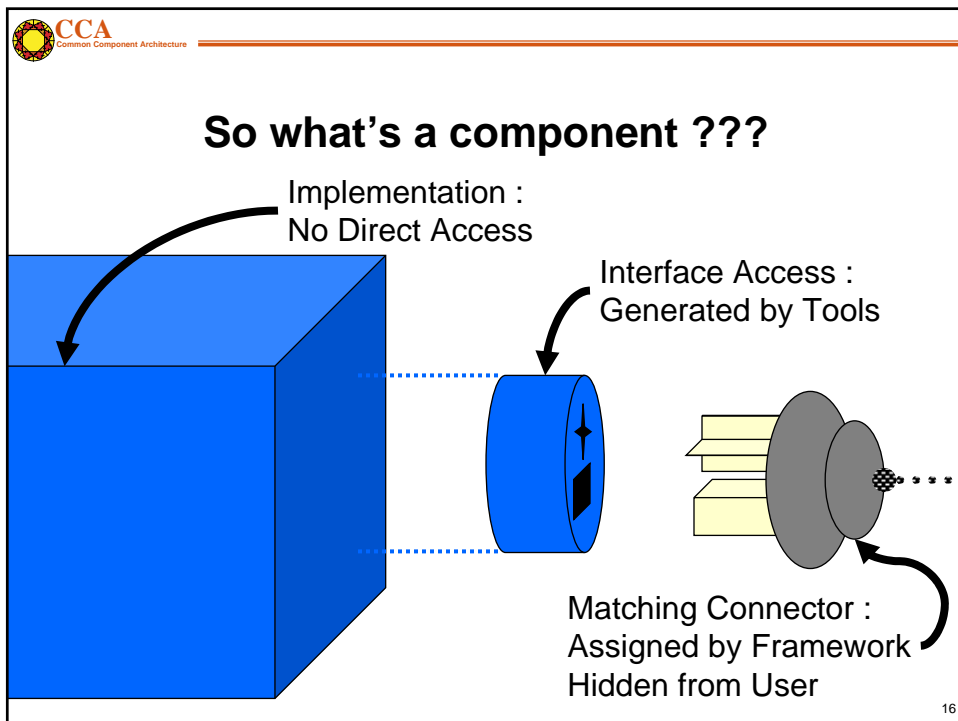 CCA
Common Component Architecture
So what's a component ???
Implementation :
No Direct Access
Interface Access :
Generated by Tools
Matching Connector :
Assigned by Framework
Hidden from User
16